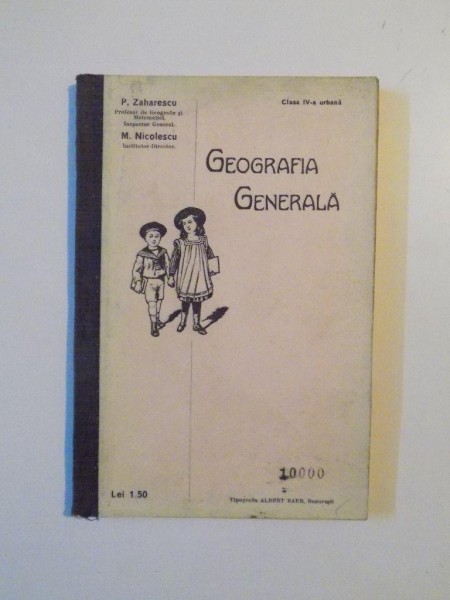 P. Zaharescu
Profesor de Geografie și
Matematică,
Inspector General.
M. Nicolescu
Institutor-Director.
Clasa IV-a urbană
GEOGRAFIA
GENERALĂ
10000
Lei 1.50
Tipografia ALBERT BAER, București